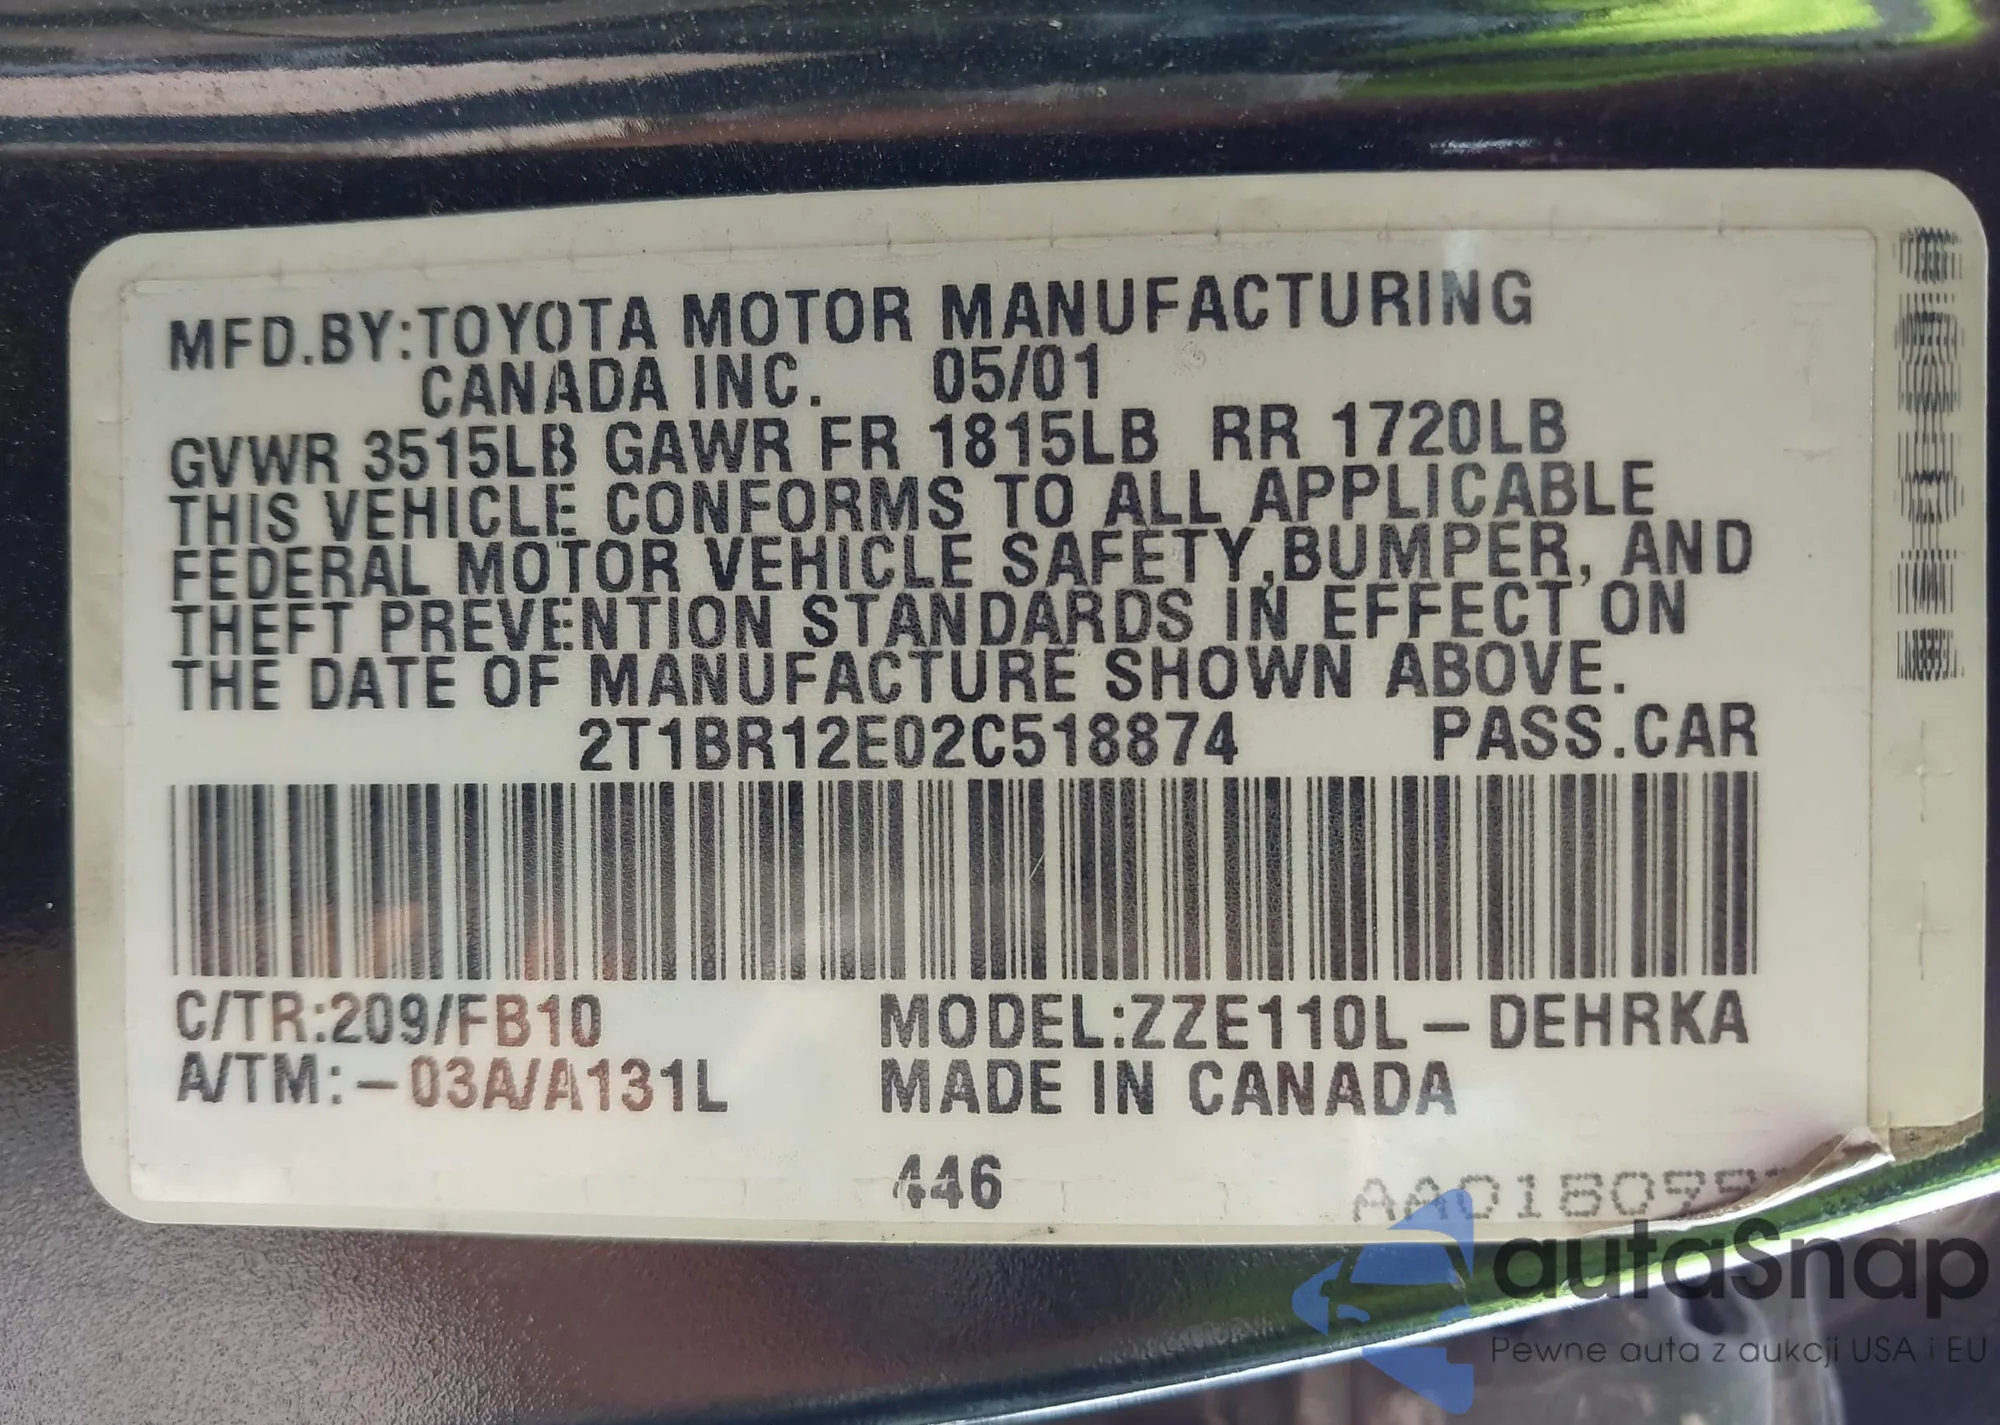 MFD.BY:TOYOTA MOTOR MANUFACTURING
CANADA INC. 05/01
GVWR 3515LB GAWR FR 1815LB RR 1720LB
THIS VEHICLE CONFORMS TO ALL APPLICABLE
FEDERAL MOTOR VEHICLE SAFETY,BUMPER, AND
THEFT PREVENTION STANDARDS IN EFFECT ON
THE DATE OF MANUFACTURE SHOWN ABOVE.
2T1BR12E02C518874 PASS.CAR
C/TR:209/FB10 MODEL:ZZE110L-DEHRKA
A/TM:-03A/A131L MADE IN CANADA
446
autaSnap
Pewne auta z aukcji USA i EU